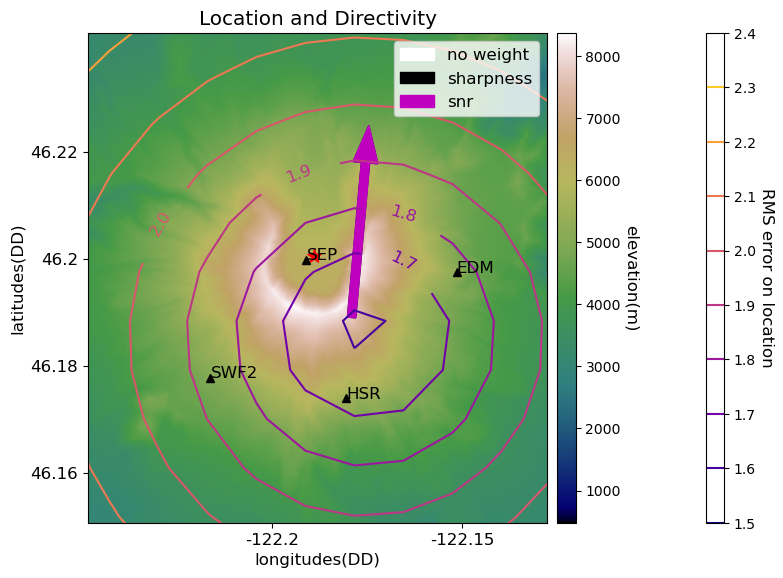 Location and Directivity
no weight
sharpness
snr
1.9
1.8
2.0
1.7
SEP
EDM
SWF2
HSR
46.22
46.2
46.18
46.16
latitudes(DD)
-122.2
-122.15
longitudes(DD)
8000
7000
6000
5000
4000
3000
2000
1000
elevation(m)
2.4
2.3
2.2
2.1
2.0
1.9
1.8
1.7
1.6
1.5
RMS error on location